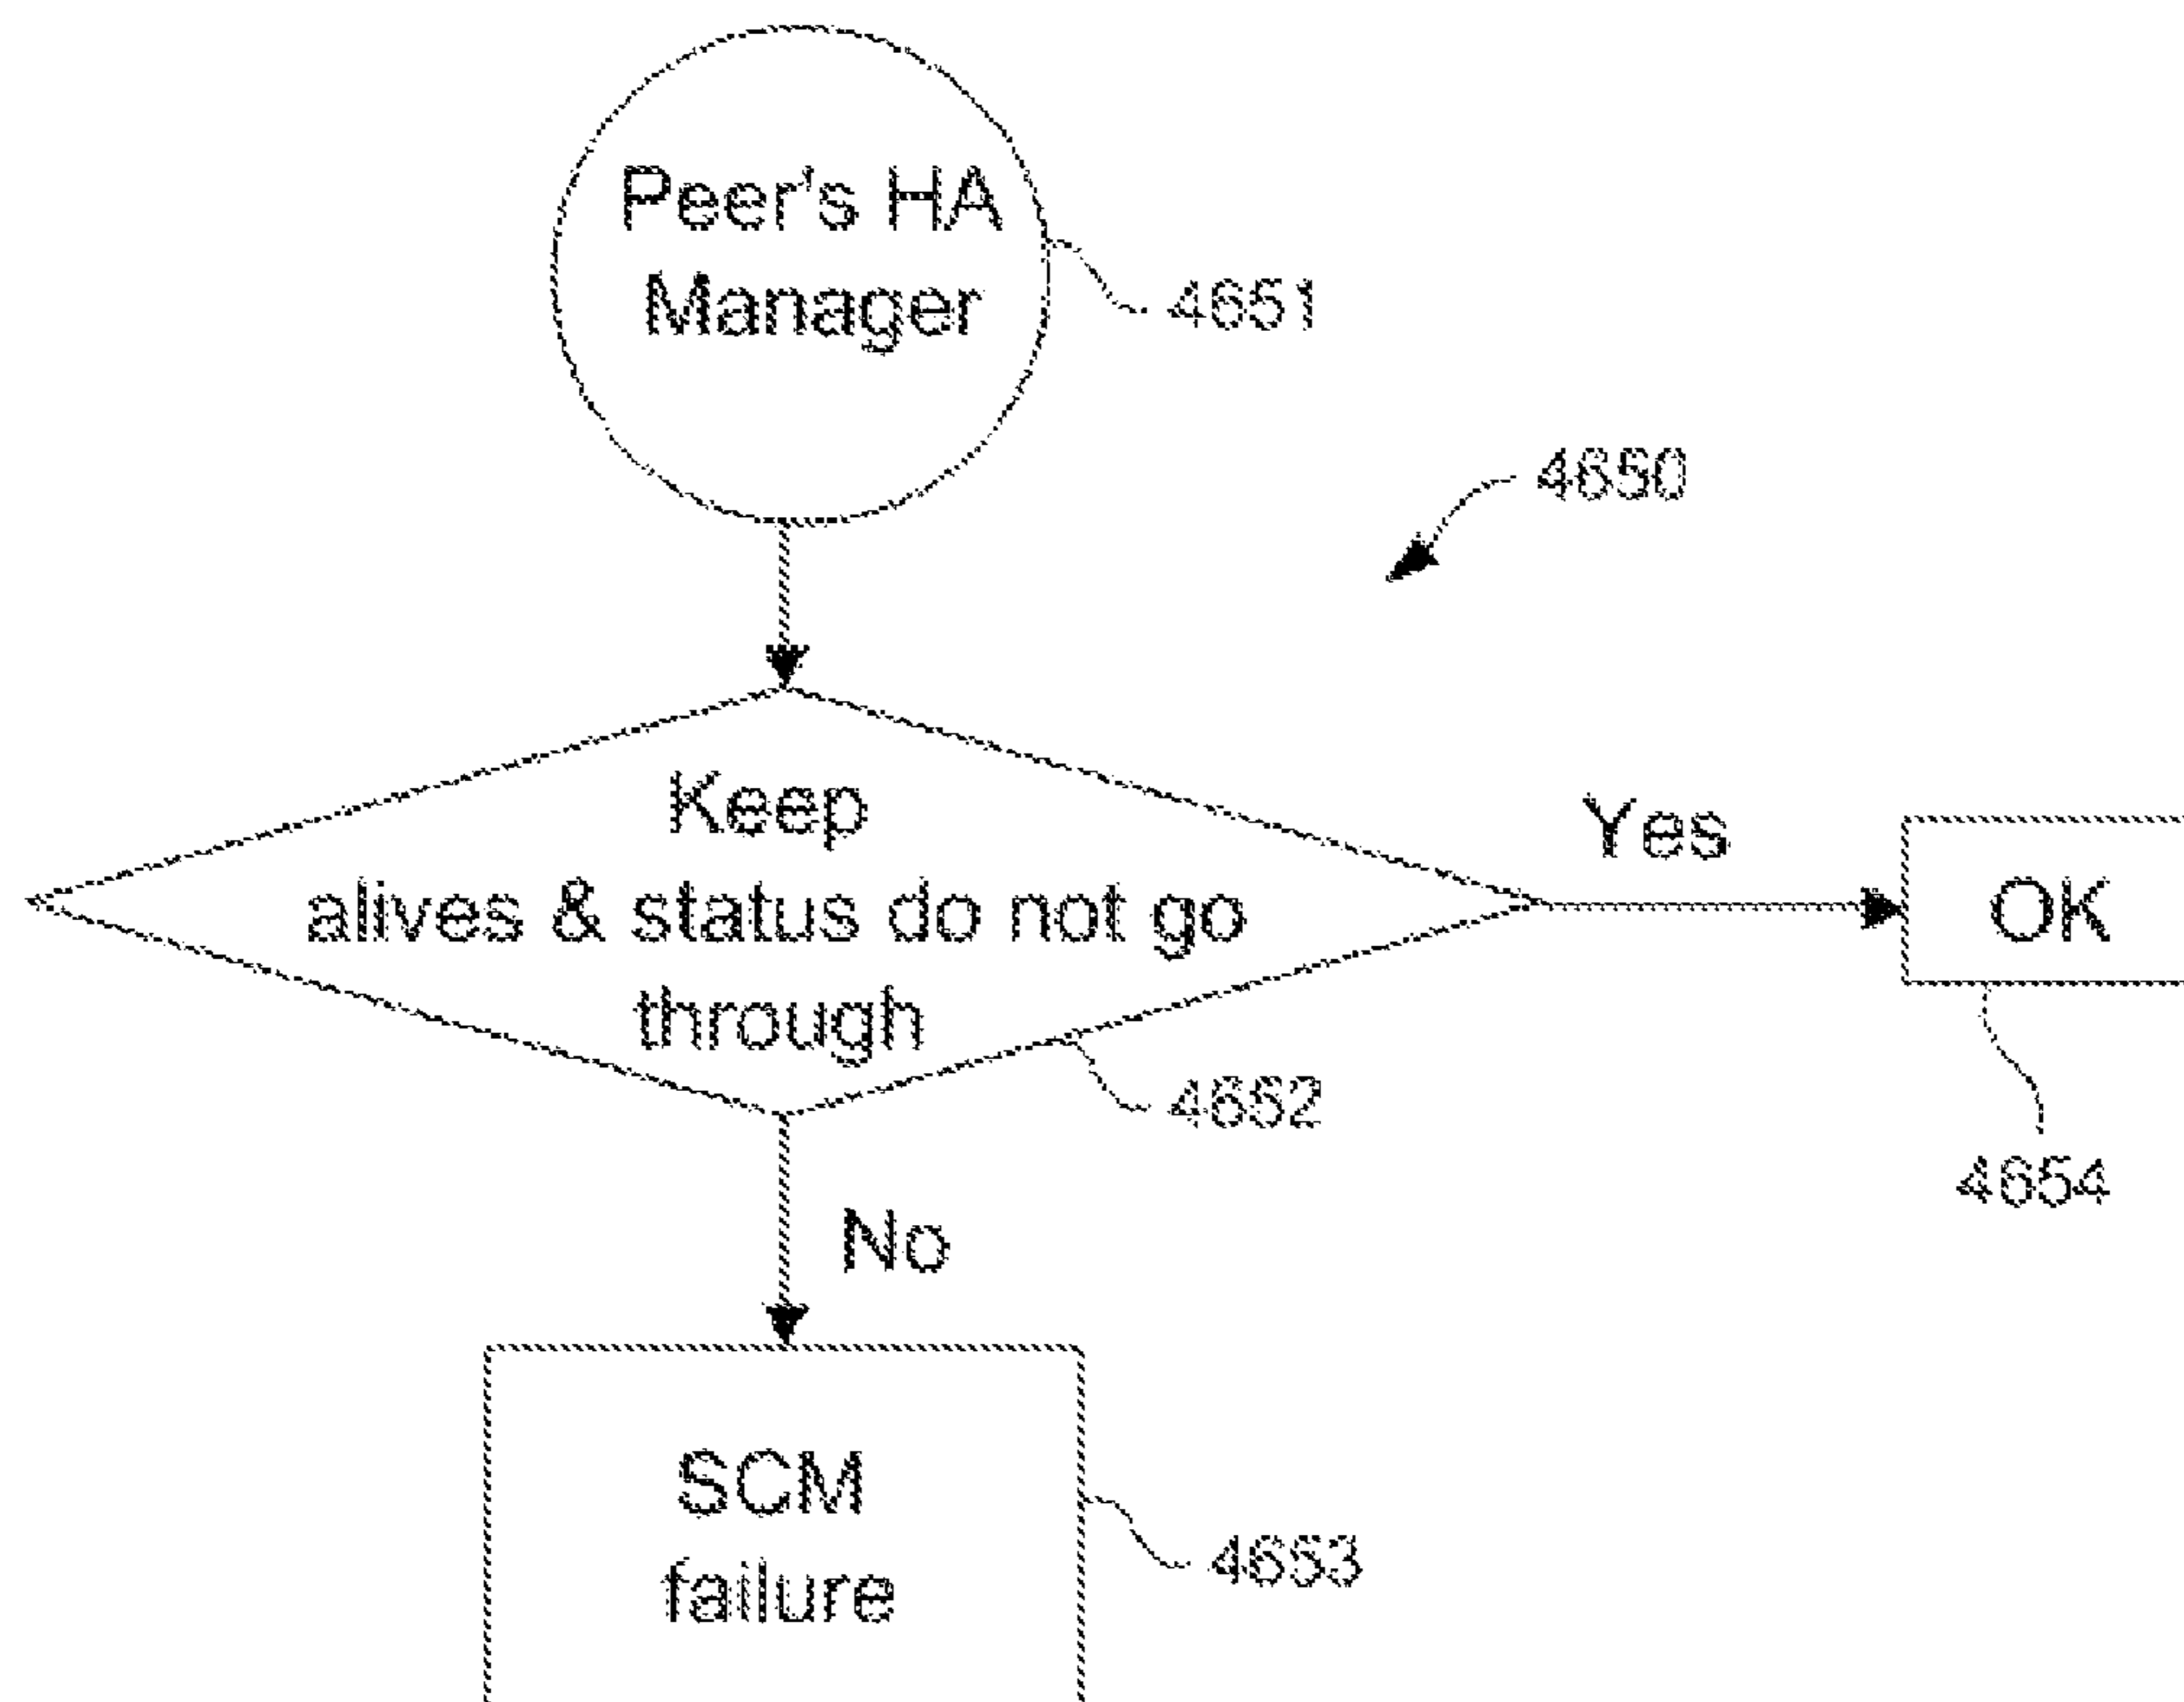 Peer's HA
Manager
4651
4650
Keep
alives & status do not go
through
Yes
OK
4652
4654
No
SCM
failure
4653